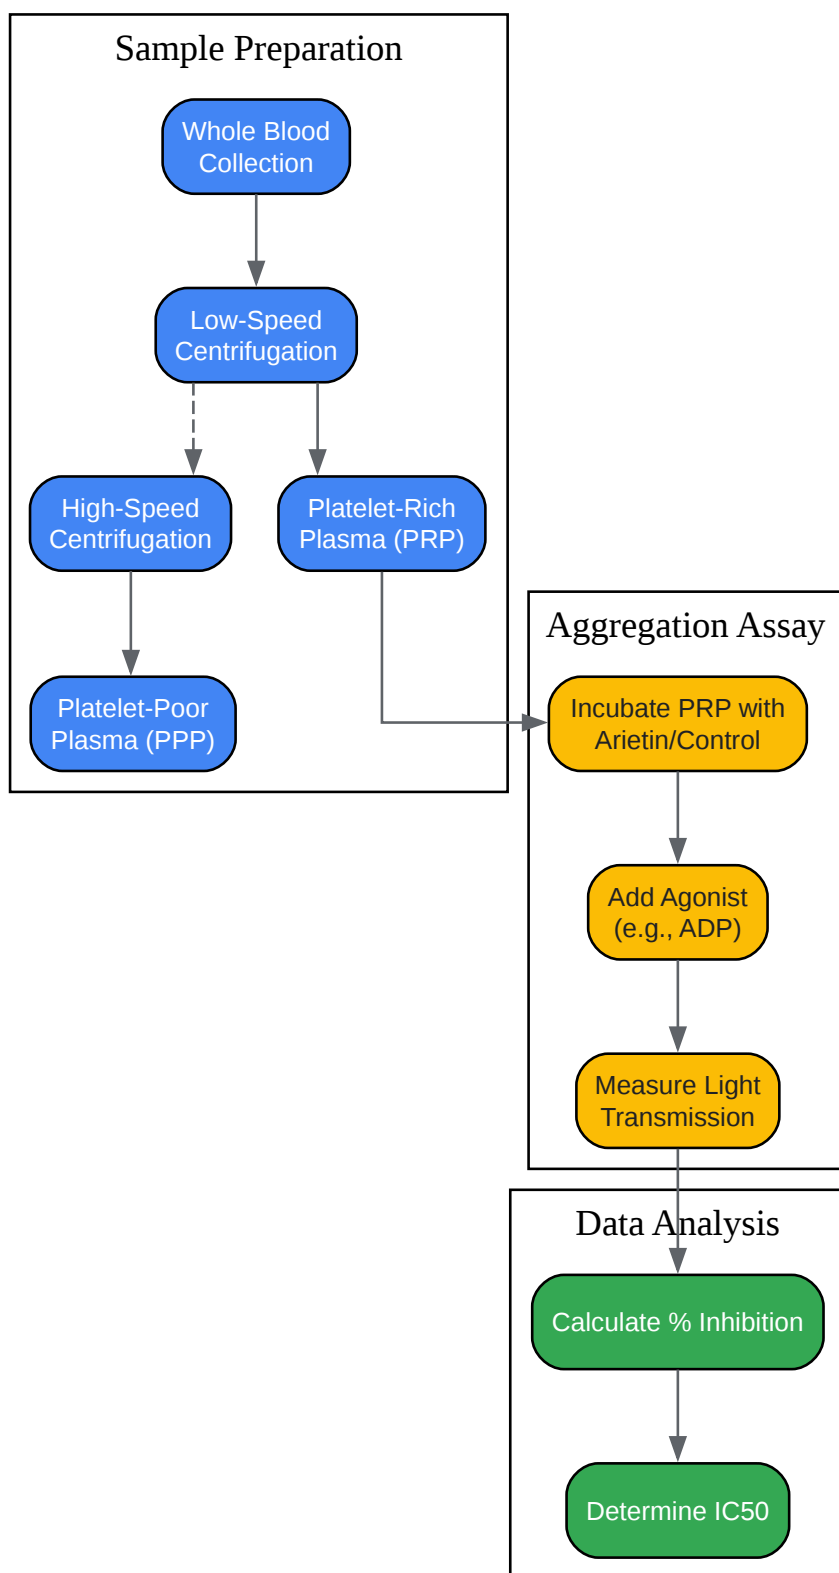 Sample Preparation
Whole Blood
Collection
Low-Speed
Centrifugation
High-Speed
Centrifugation
Platelet-Rich
Plasma (PRP)
Platelet-Poor
Plasma (PPP)
Aggregation Assay
Incubate PRP with
Arietin/Control
Add Agonist
(e.g., ADP)
Measure Light
Transmission
Data Analysis
Calculate % Inhibition
Determine IC50